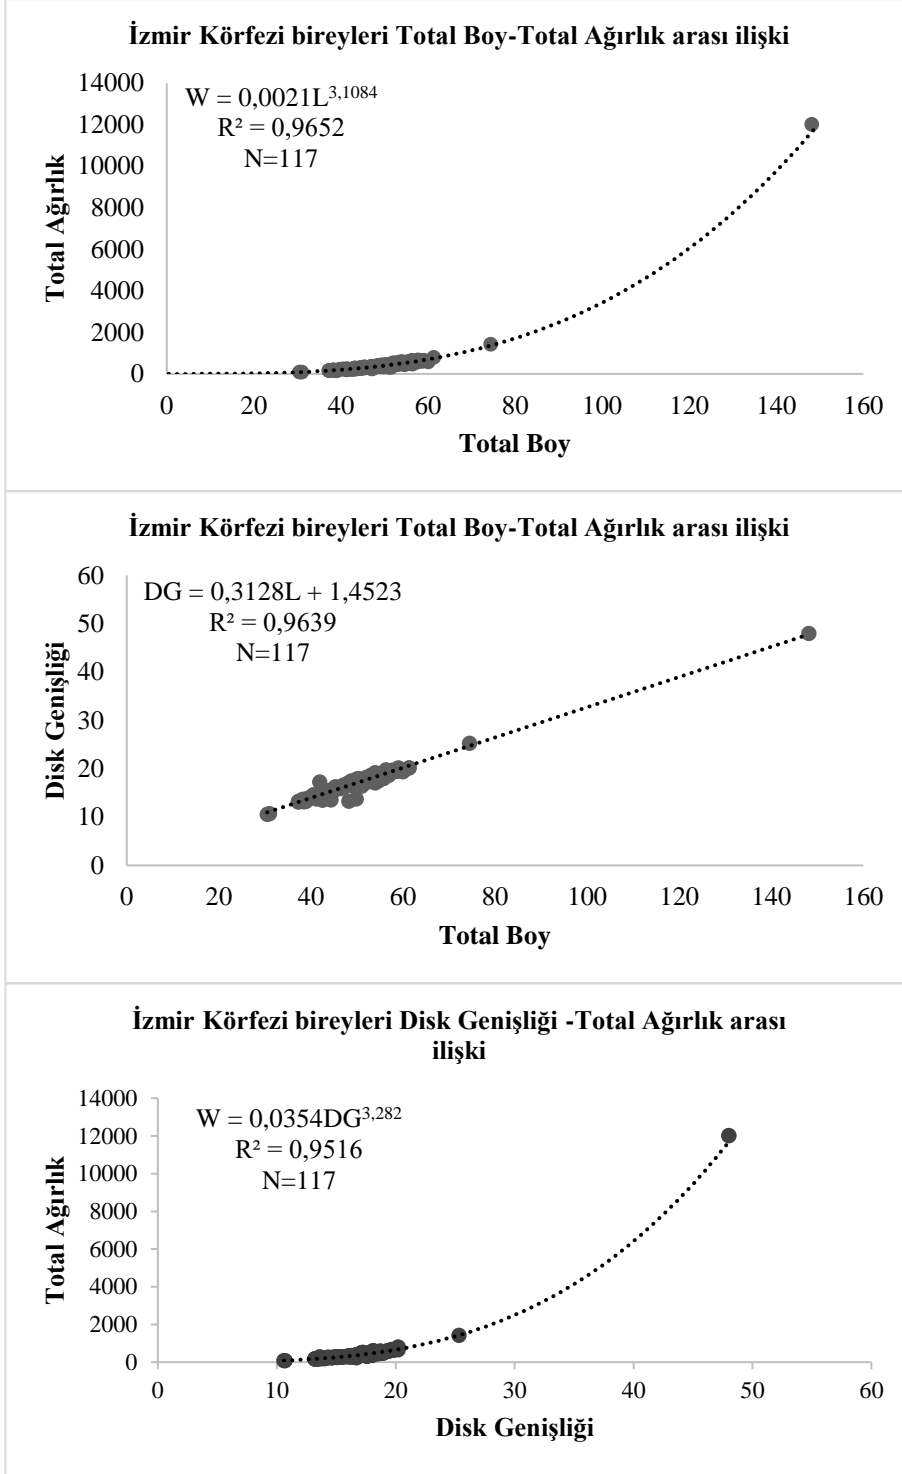 İzmir Körfezi bireyleri Total Boy-Total Ağırlık arası ilişki
W = 0,0021L^3,1084
R² = 0,9652
N=117
Total Ağırlık
14000
12000
10000
8000
6000
4000
2000
0
0 20 40 60 80 100 120 140 160
Total Boy
İzmir Körfezi bireyleri Total Boy-Total Ağırlık arası ilişki
DG = 0,3128L + 1,4523
R² = 0,9639
N=117
Disk Genişliği
60
50
40
30
20
10
0
0 20 40 60 80 100 120 140 160
Total Boy
İzmir Körfezi bireyleri Disk Genişliği -Total Ağırlık arası
ilişki
W = 0,0354DG^3,282
R² = 0,9516
N=117
Total Ağırlık
14000
12000
10000
8000
6000
4000
2000
0
0 10 20 30 40 50 60
Disk Genişliği